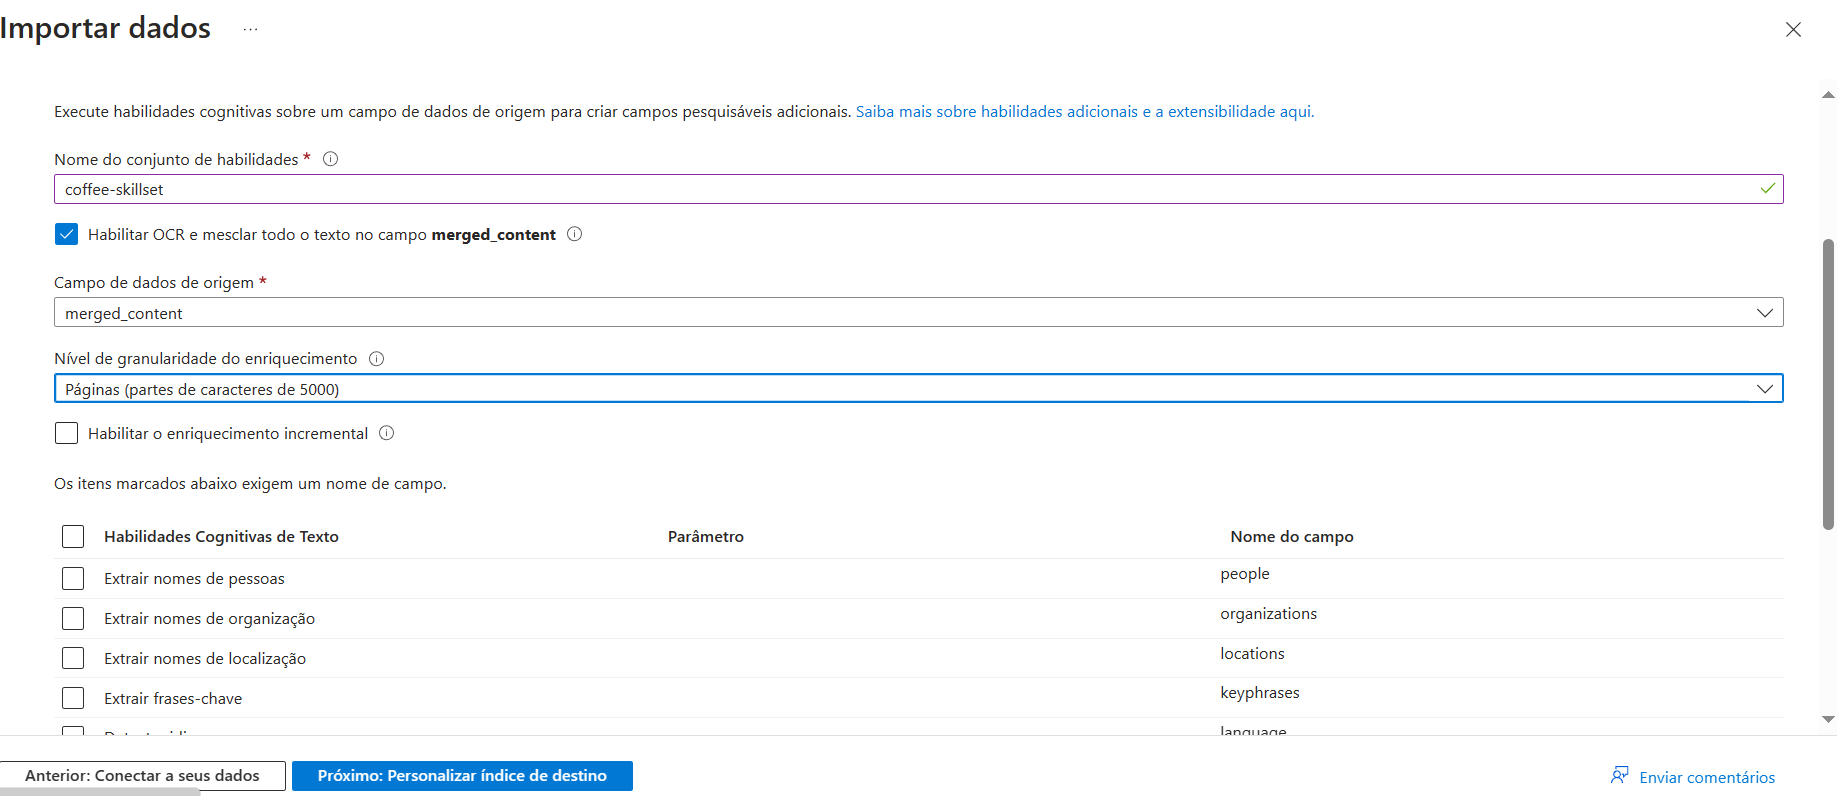 Importar dados ...
Execute habilidades cognitivas sobre um campo de dados de origem para criar campos pesquisáveis adicionais. Saiba mais sobre habilidades adicionais e a extensibilidade aqui.
Nome do conjunto de habilidades *
coffee-skillset
Habilitar OCR e mesclar todo o texto no campo merged_content
Campo de dados de origem *
merged_content
Nível de granularidade do enriquecimento
Páginas (partes de caracteres de 5000)
Habilitar o enriquecimento incremental
Os itens marcados abaixo exigem um nome de campo.
Habilidades Cognitivas de Texto Parâmetro Nome do campo
Extrair nomes de pessoas people
Extrair nomes de organização organizations
Extrair nomes de localização locations
Extrair frases-chave keyphrases
language
Anterior: Conectar a seus dados Próximo: Personalizar índice de destino Enviar comentários